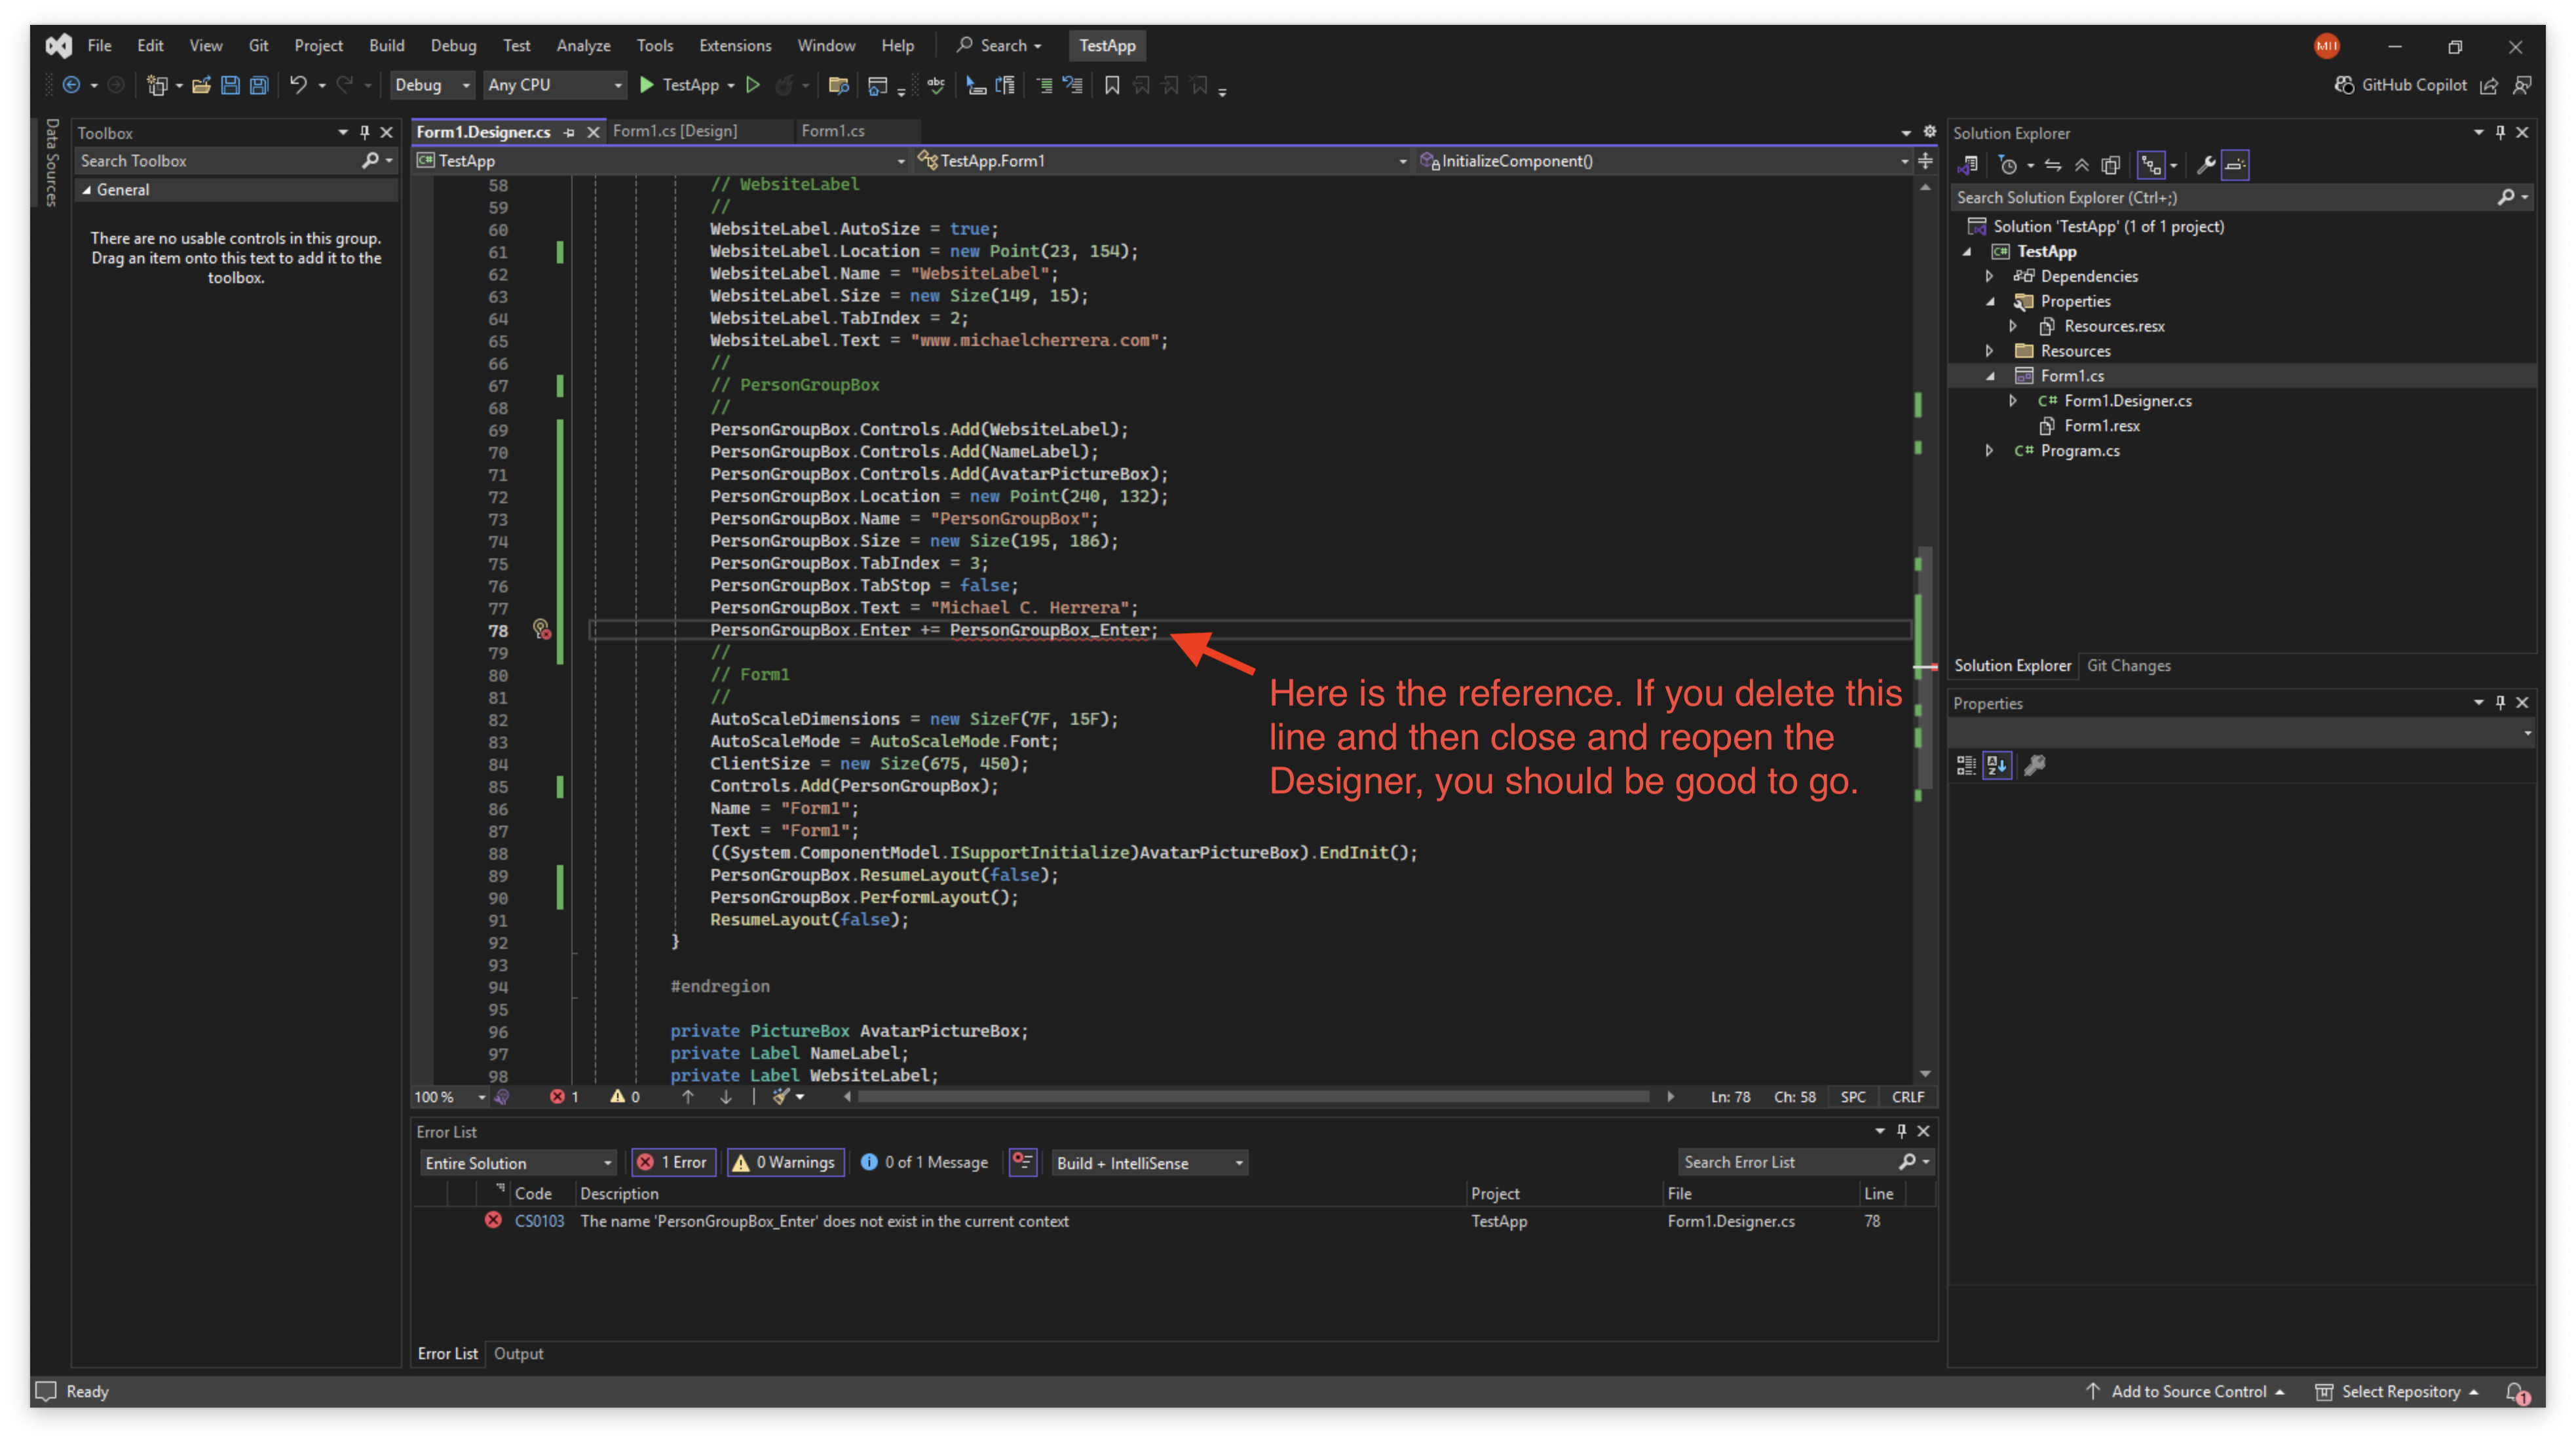 File Edit View Git Project Build Debug Test Analyze Tools Extensions Window Help Search TestApp MH
Debug Any CPU TestApp GitHub Copilot
Data Sources
Toolbox
Search Toolbox
General
There are no usable controls in this group.
Drag an item onto this text to add it to the
toolbox.
Form1.Designer.cs Form1.cs [Design] Form1.cs
TestApp TestApp.Form1 InitializeComponent()
58 // WebsiteLabel
59 //
60 WebsiteLabel.AutoSize = true;
61 WebsiteLabel.Location = new Point(23, 154);
62 WebsiteLabel.Name = "WebsiteLabel";
63 WebsiteLabel.Size = new Size(149, 15);
64 WebsiteLabel.TabIndex = 2;
65 WebsiteLabel.Text = "www.michaelcherrera.com";
66 //
67 // PersonGroupBox
68 //
69 PersonGroupBox.Controls.Add(WebsiteLabel);
70 PersonGroupBox.Controls.Add(NameLabel);
71 PersonGroupBox.Controls.Add(AvatarPictureBox);
72 PersonGroupBox.Location = new Point(240, 132);
73 PersonGroupBox.Name = "PersonGroupBox";
74 PersonGroupBox.Size = new Size(195, 186);
75 PersonGroupBox.TabIndex = 3;
76 PersonGroupBox.TabStop = false;
77 PersonGroupBox.Text = "Michael C. Herrera";
78 PersonGroupBox.Enter += PersonGroupBox_Enter;
79 //
80 // Form1
81 //
82 AutoScaleDimensions = new SizeF(7F, 15F);
83 AutoScaleMode = AutoScaleMode.Font;
84 ClientSize = new Size(675, 450);
85 Controls.Add(PersonGroupBox);
86 Name = "Form1";
87 Text = "Form1";
88 ((System.ComponentModel.ISupportInitialize)AvatarPictureBox).EndInit();
89 PersonGroupBox.ResumeLayout(false);
90 PersonGroupBox.PerformLayout();
91 ResumeLayout(false);
92 }
93
94 #endregion
95
96 private PictureBox AvatarPictureBox;
97 private Label NameLabel;
98 private Label WebsiteLabel;
Here is the reference. If you delete this
line and then close and reopen the
Designer, you should be good to go.
100 % 1 0 Ln: 78 Ch: 58 SPC CRLF
Error List
Entire Solution 1 Error 0 Warnings 0 of 1 Message Build + IntelliSense Search Error List
Code Description Project File Line
CS0103 The name 'PersonGroupBox_Enter' does not exist in the current context TestApp Form1.Designer.cs 78
Error List Output
Solution Explorer
Search Solution Explorer (Ctrl+;)
Solution 'TestApp' (1 of 1 project)
C# TestApp
Dependencies
Properties
Resources.resx
Resources
Form1.cs
C# Form1.Designer.cs
Form1.resx
C# Program.cs
Solution Explorer Git Changes
Properties
Ready Add to Source Control Select Repository 1